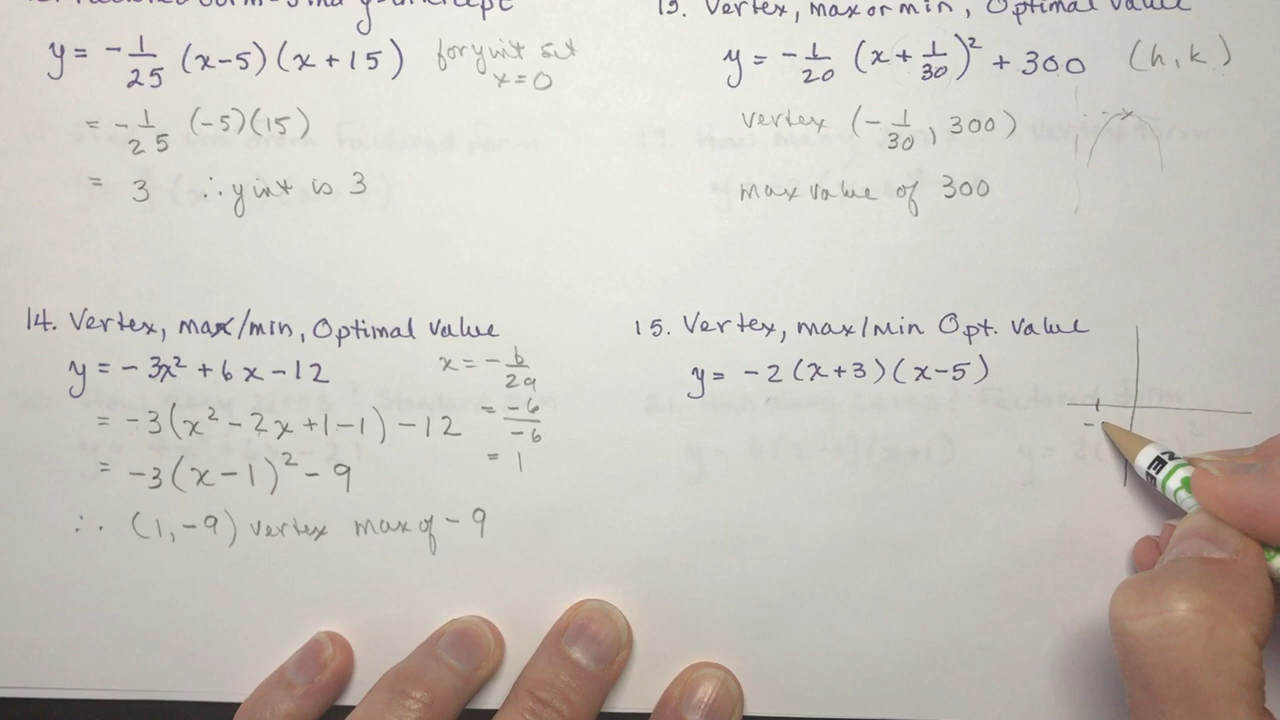 y = -1/25 (x-5)(x+15) for y int set x=0
= -1/25 (-5)(15)
= 3 ∴ y int is 3
Vertex, max or min, Optimal Value
y = -1/20 (x + 1/30)² + 300 (h, k)
vertex (-1/30, 300)
max value of 300
14. Vertex, max/min, Optimal Value
y = -3x² + 6x - 12 x = -b/2a
= -3(x² - 2x + 1 - 1) - 12 = -6/-6
= -3(x-1)² - 9 = 1
∴ (1, -9) vertex max of -9
15. Vertex, max/min Opt. value
y = -2(x+3)(x-5)
-